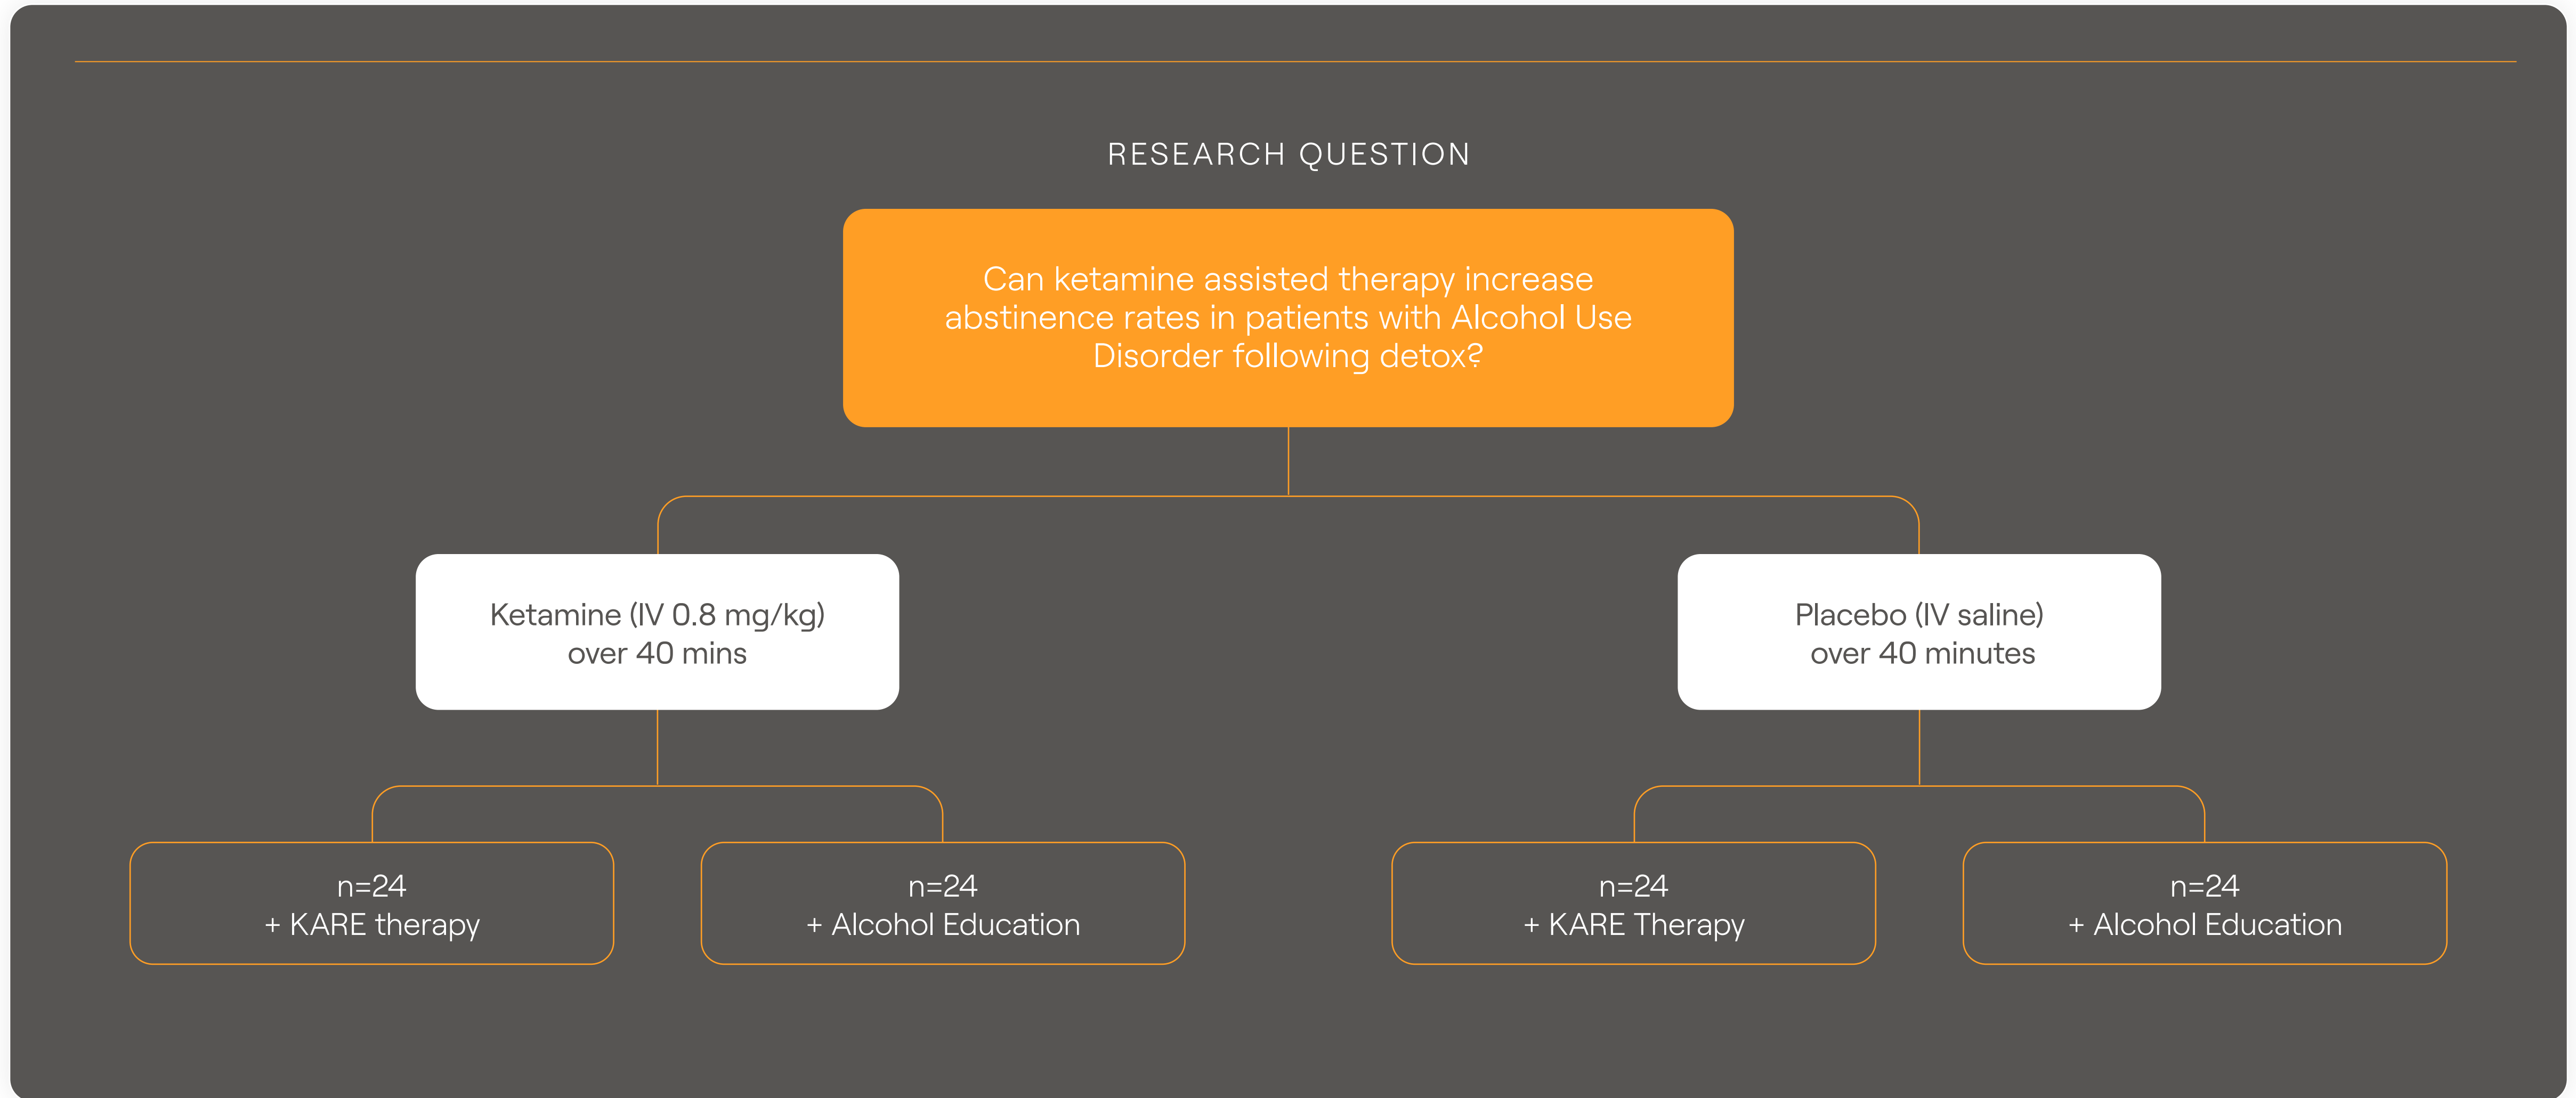 RESEARCH QUESTION
Can ketamine assisted therapy increase
abstinence rates in patients with Alcohol Use
Disorder following detox?
Ketamine (IV 0.8 mg/kg)
over 40 mins
Placebo (IV saline)
over 40 minutes
n=24
+ KARE therapy
n=24
+ Alcohol Education
n=24
+ KARE Therapy
n=24
+ Alcohol Education